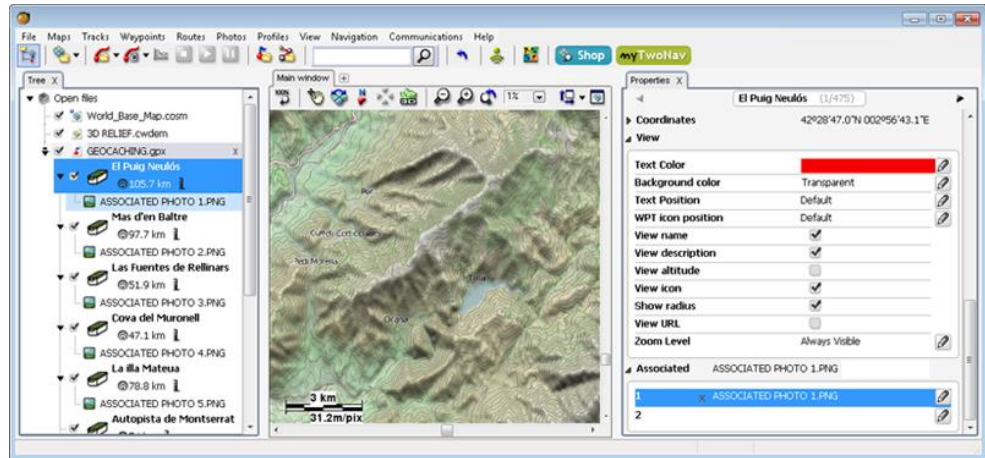 File Maps Tracks Waypoints Routes Photos Profiles View Navigation Communications Help
Shop myTwoNav
Tree X
Open files
World_Base_Map.cosm
3D RELIEF.cwdem
GEOCACHING.gpx x
El Puig Neulós
105.7 km
ASSOCIATED PHOTO 1.PNG
Mas d'en Baltre
97.7 km
ASSOCIATED PHOTO 2.PNG
Las Fuentes de Rellinars
51.9 km
ASSOCIATED PHOTO 3.PNG
Cova del Muronell
47.1 km
ASSOCIATED PHOTO 4.PNG
La illa Mateua
78.8 km
ASSOCIATED PHOTO 5.PNG
Autopista de Montserrat
Main window
100%
1%
3 km
31.2m/pix
Properties X
El Puig Neulós (1/475)
Coordinates 42º28'47.0"N 002º56'43.1"E
View
Text Color
Background color Transparent
Text Position Default
WPT icon position Default
View name
View description
View altitude
View icon
Show radius
View URL
Zoom Level Always Visible
Associated ASSOCIATED PHOTO 1.PNG
1 x ASSOCIATED PHOTO 1.PNG
2